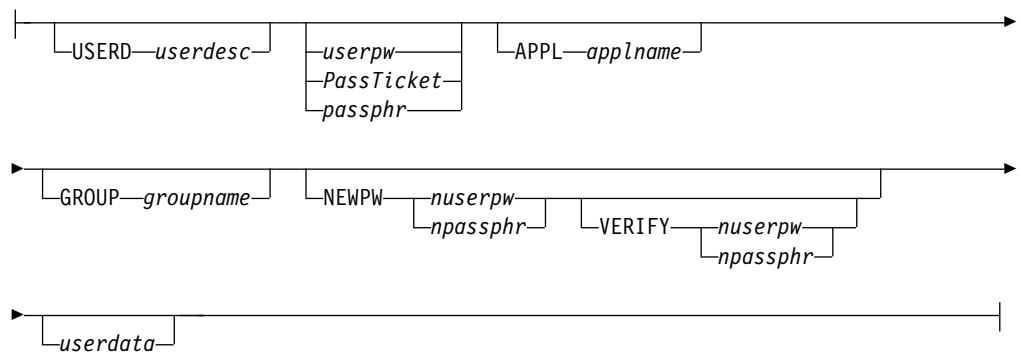 USERD userdesc userpw APPL applname
PassTicket
passphr
GROUP groupname NEWPW nuserpw
npassphr VERIFY nuserpw
npassphr
userdata